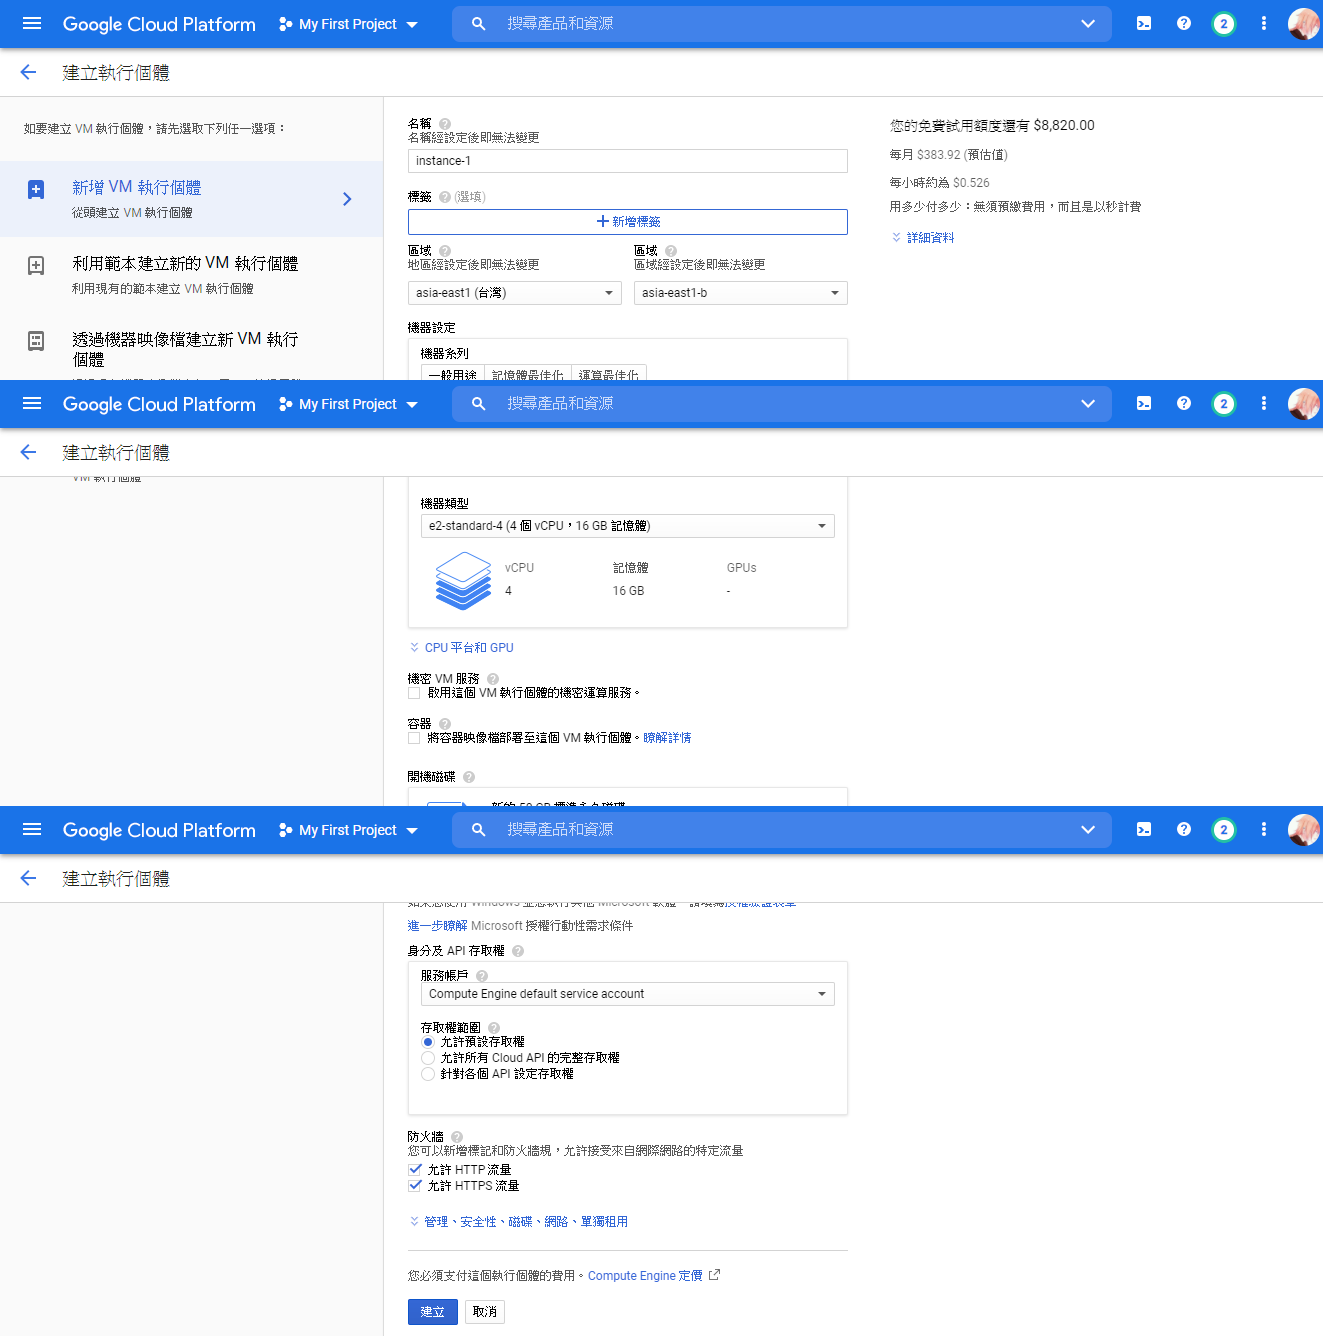 Google Cloud Platform My First Project 搜尋產品和資源 2
建立執行個體
如要建立 VM 執行個體，請先選取下列任一選項：
新增 VM 執行個體
從頭建立 VM 執行個體
利用範本建立新的 VM 執行個體
利用現有的範本建立 VM 執行個體
透過機器映像檔建立新 VM 執行
個體
名稱
名稱經設定後即無法變更
instance-1
標籤 (選填)
新增標籤
區域 區域
地區經設定後即無法變更 區域經設定後即無法變更
asia-east1 (台灣) asia-east1-b
機器設定
機器系列
一般用途 記憶體最佳化 運算最佳化
您的免費試用額度還有 $8,820.00
每月 $383.92 (預估值)
每小時約為 $0.526
用多少付多少：無須預繳費用，而且是以秒計費
詳細資料
Google Cloud Platform My First Project 搜尋產品和資源 2
建立執行個體
VM 執行個體
機器類型
e2-standard-4 (4 個 vCPU，16 GB 記憶體)
vCPU 記憶體 GPUs
4 16 GB -
CPU 平台和 GPU
機密 VM 服務
啟用這個 VM 執行個體的機密運算服務。
容器
將容器映像檔部署至這個 VM 執行個體。瞭解詳情
開機磁碟
新的 50 GB 標準永久磁碟
Google Cloud Platform My First Project 搜尋產品和資源 2
建立執行個體
進一步瞭解 Microsoft 授權行動性需求條件
身分及 API 存取權
服務帳戶
Compute Engine default service account
存取權範圍
允許預設存取權
允許所有 Cloud API 的完整存取權
針對各個 API 設定存取權
防火牆
您可以新增標記和防火牆規，允許接受來自網際網路的特定流量
允許 HTTP 流量
允許 HTTPS 流量
管理、安全性、磁碟、網路、單獨租用
您必須支付這個執行個體的費用。Compute Engine 定價
建立 取消